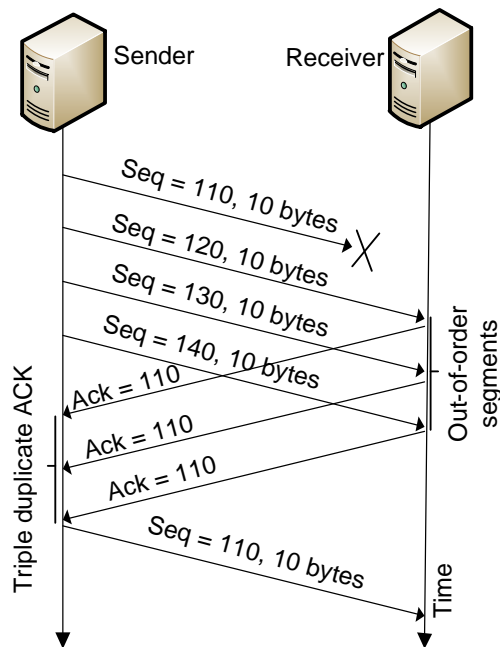 Sender
Receiver
Seq = 110, 10 bytes
Seq = 120, 10 bytes
Seq = 130, 10 bytes
Seq = 140, 10 bytes
Out-of-order
segments
Ack = 110
Ack = 110
Ack = 110
Triple duplicate ACK
Seq = 110, 10 bytes
Time